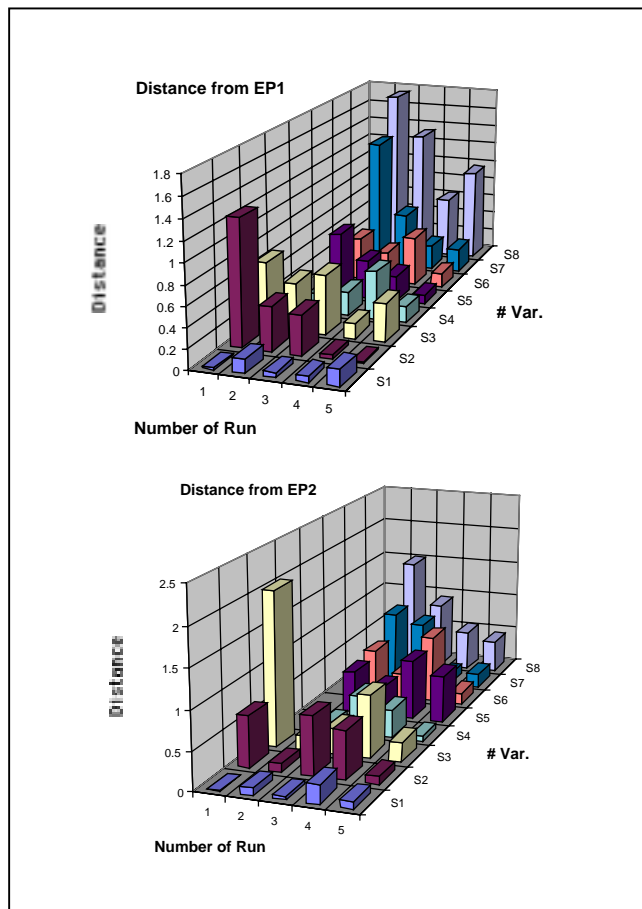 Distance from EP1
1.8
1.6
1.4
1.2
1
0.8
0.6
0.4
0.2
0
Distance
1
2
3
4
5
S1
S2
S3
S4
S5
S6
S7
S8
# Var.
Number of Run
Distance from EP2
2.5
2
1.5
1
0.5
0
Distance
1
2
3
4
5
S1
S2
S3
S4
S5
S6
S7
S8
# Var.
Number of Run